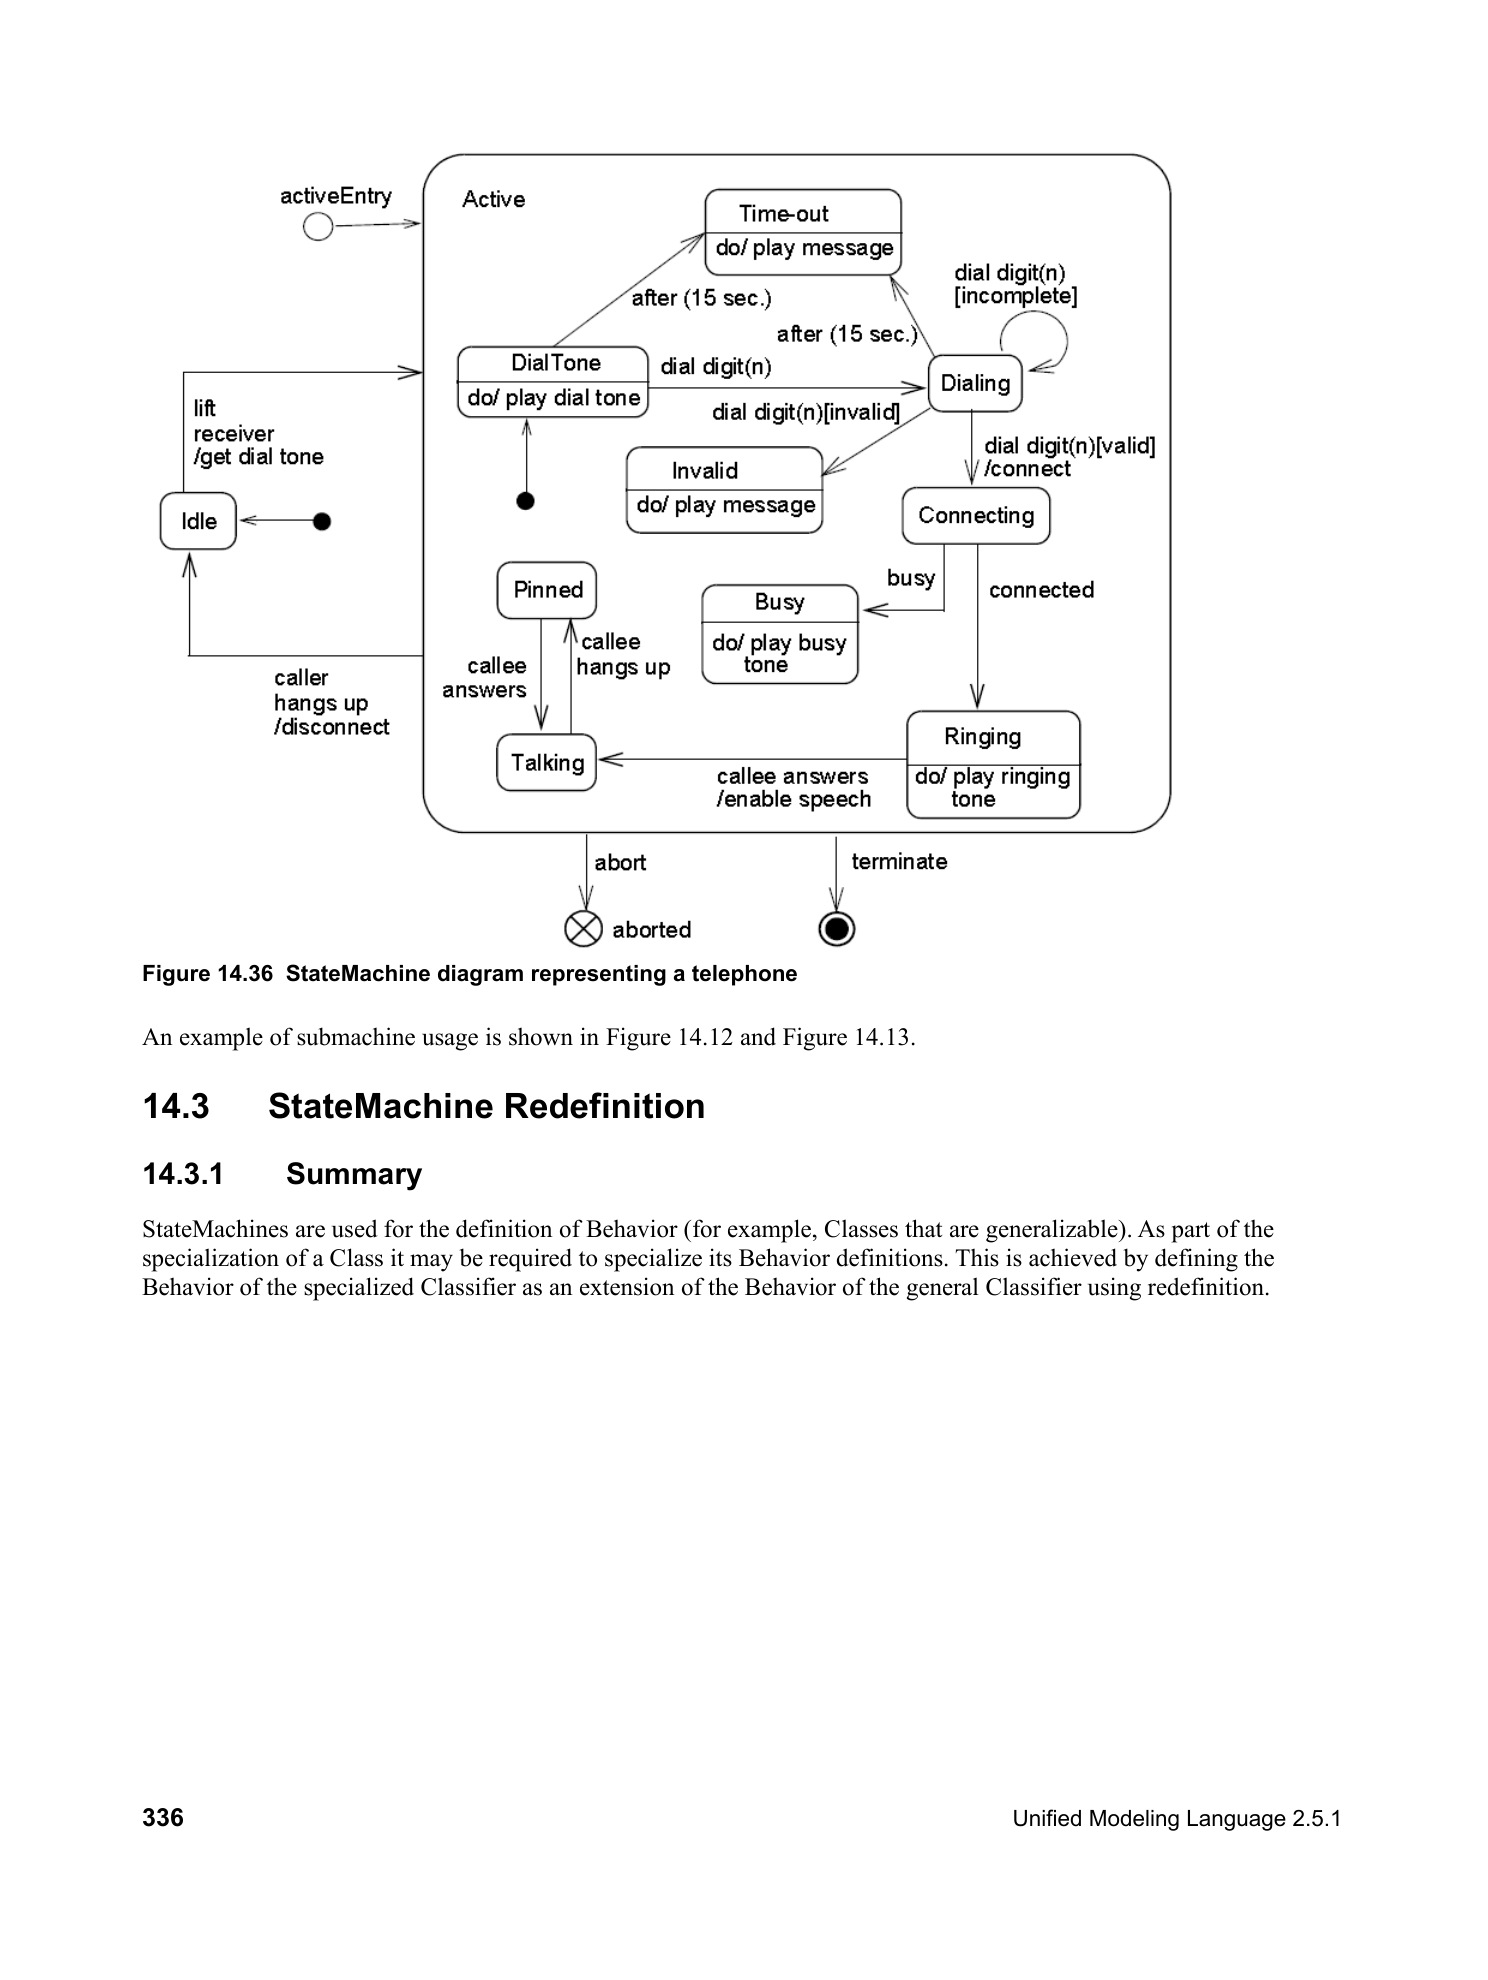 activeEntry
Active
Time-out
do/ play message
dial digit(n)
[incomplete]
after (15 sec.)
after (15 sec.)
DialTone
do/ play dial tone
dial digit(n)
Dialing
lift
receiver
/get dial tone
dial digit(n)[invalid]
dial digit(n)[valid]
/connect
Invalid
do/ play message
Idle
Connecting
Pinned
busy
connected
Busy
do/ play busy
tone
callee
hangs up
callee
answers
caller
hangs up
/disconnect
Talking
Ringing
do/ play ringing
tone
callee answers
/enable speech
abort
terminate
aborted
Figure 14.36 StateMachine diagram representing a telephone
An example of submachine usage is shown in Figure 14.12 and Figure 14.13.
14.3 StateMachine Redefinition
14.3.1 Summary
StateMachines are used for the definition of Behavior (for example, Classes that are generalizable). As part of the
specialization of a Class it may be required to specialize its Behavior definitions. This is achieved by defining the
Behavior of the specialized Classifier as an extension of the Behavior of the general Classifier using redefinition.
336 Unified Modeling Language 2.5.1